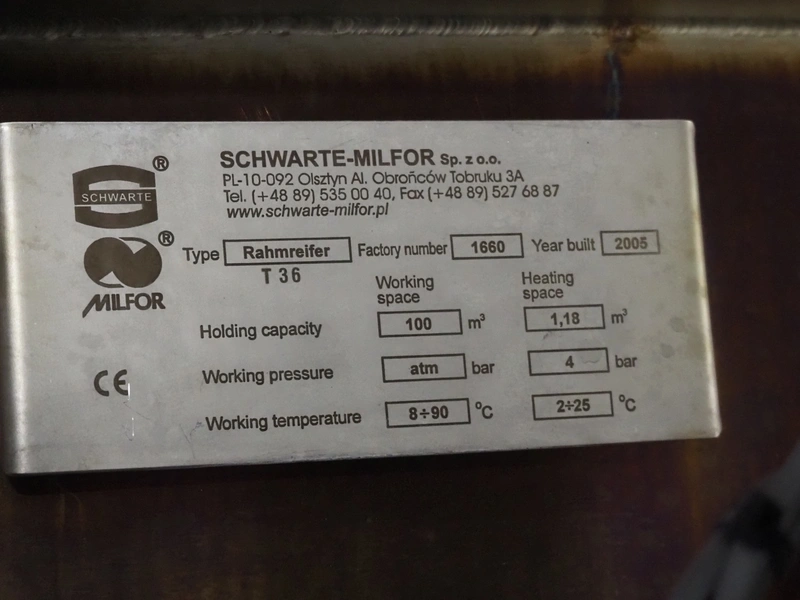 SCHWARTE ®
SCHWARTE-MILFOR Sp. z o.o.
PL-10-092 Olsztyn Al. Obrońców Tobruku 3A
Tel. (+48 89) 535 00 40, Fax (+48 89) 527 68 87
www.schwarte-milfor.pl
MILFOR ®
Type Rahmreifer Factory number 1660 Year built 2005
T 36
Working space Heating space
Holding capacity 100 m³ 1,18 m³
Working pressure atm bar 4 bar
Working temperature 8÷90 °C 2÷25 °C
CE